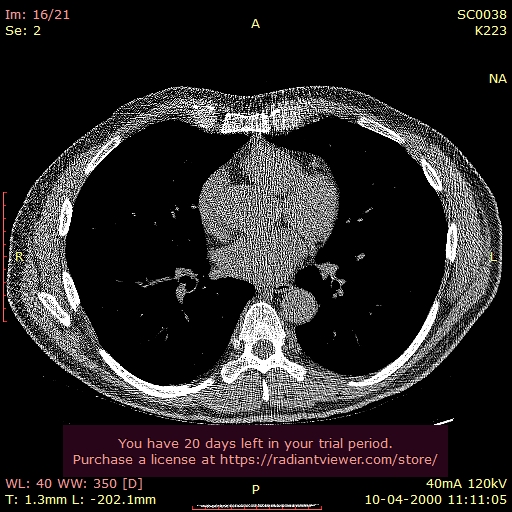 Im: 16/21
Se: 2
A
SC0038
K223
NA
R
L
You have 20 days left in your trial period.
Purchase a license at https://radiantviewer.com/store/
WL: 40 WW: 350 [D]
T: 1.3mm L: -202.1mm
P
40mA 120kV
10-04-2000 11:11:05